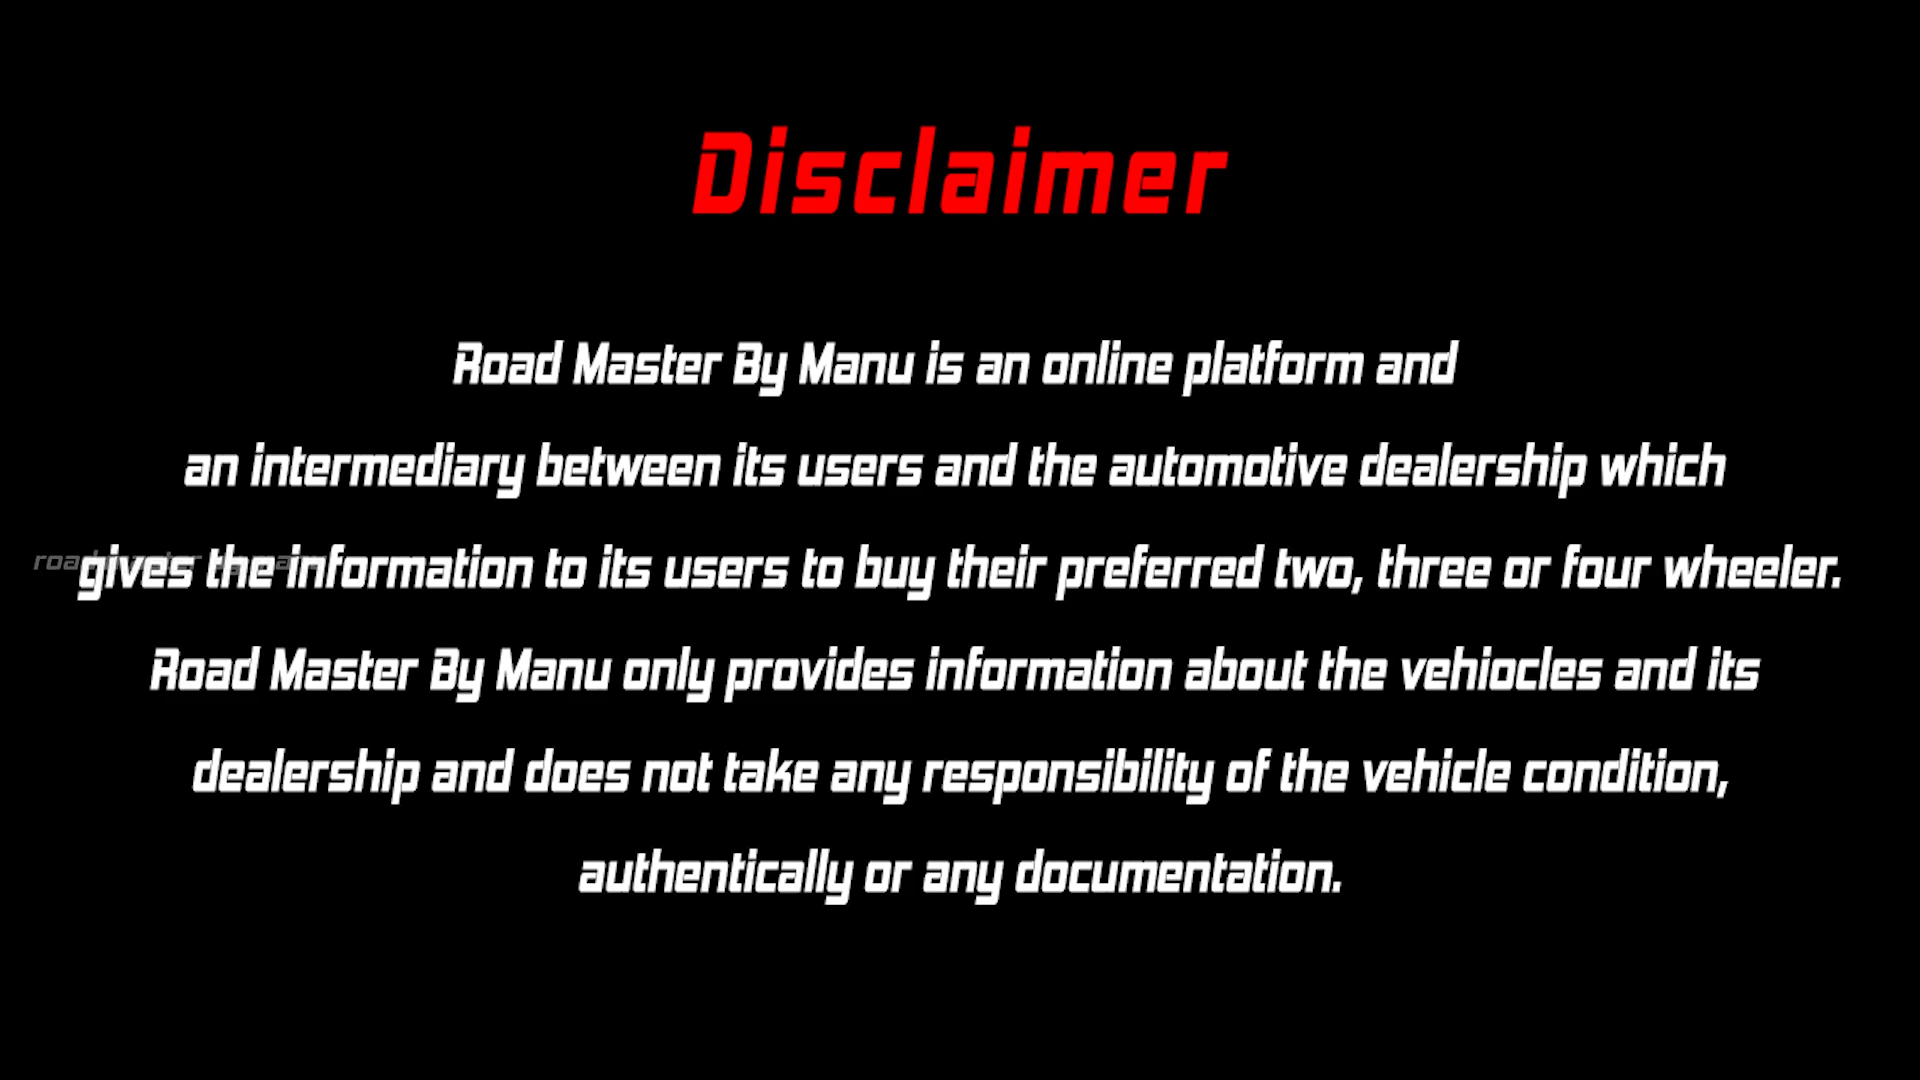 Disclaimer
Road Master By Manu is an online platform and
an intermediary between its users and the automotive dealership which
gives the information to its users to buy their preferred two, three or four wheeler.
Road Master By Manu only provides information about the vehiocles and its
dealership and does not take any responsibility of the vehicle condition,
authentically or any documentation.